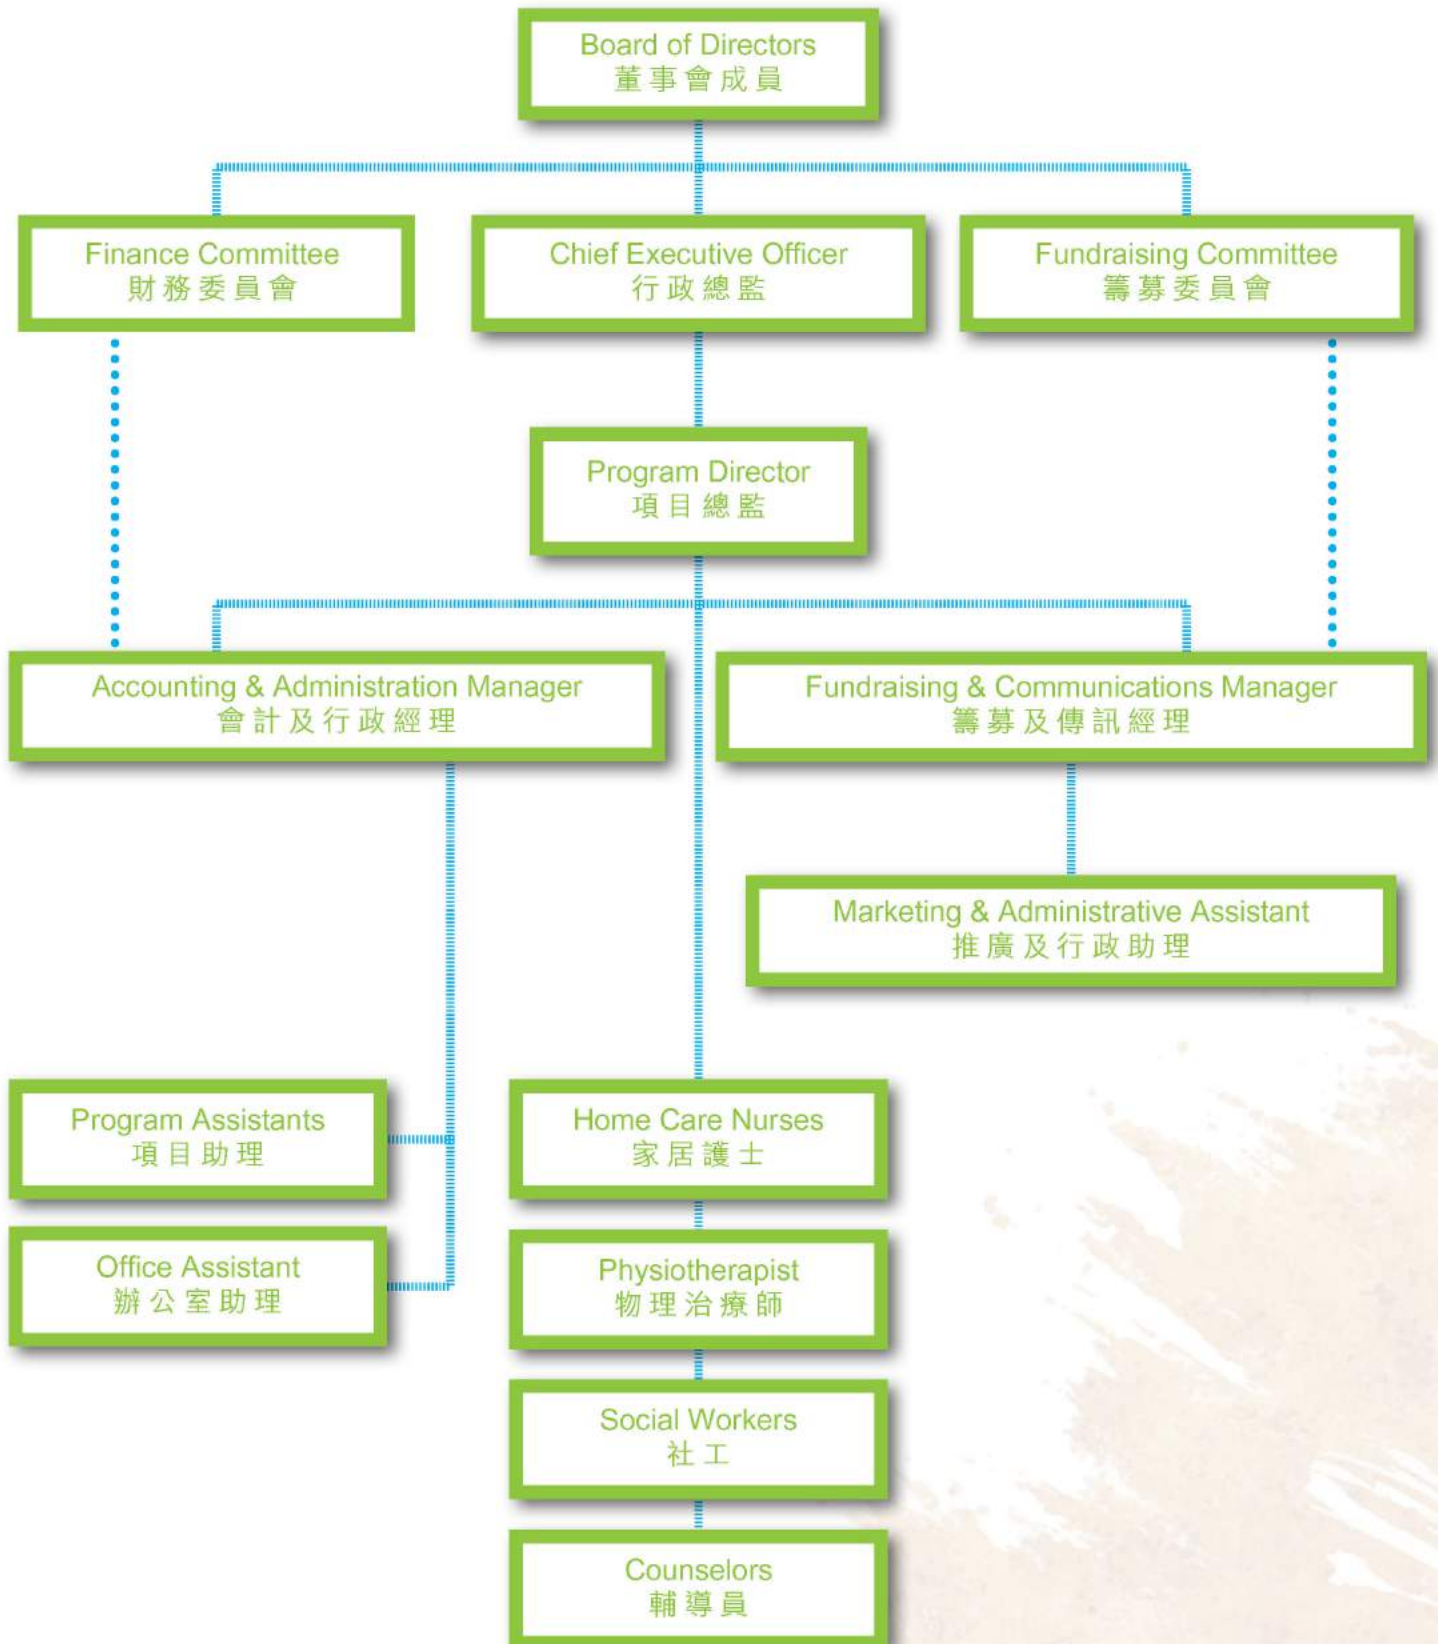 Board of Directors
董事會成員
Finance Committee
財務委員會
Chief Executive Officer
行政總監
Fundraising Committee
籌募委員會
Program Director
項目總監
Accounting & Administration Manager
會計及行政經理
Fundraising & Communications Manager
籌募及傳訊經理
Marketing & Administrative Assistant
推廣及行政助理
Program Assistants
項目助理
Home Care Nurses
家居護士
Office Assistant
辦公室助理
Physiotherapist
物理治療師
Social Workers
社工
Counselors
輔導員